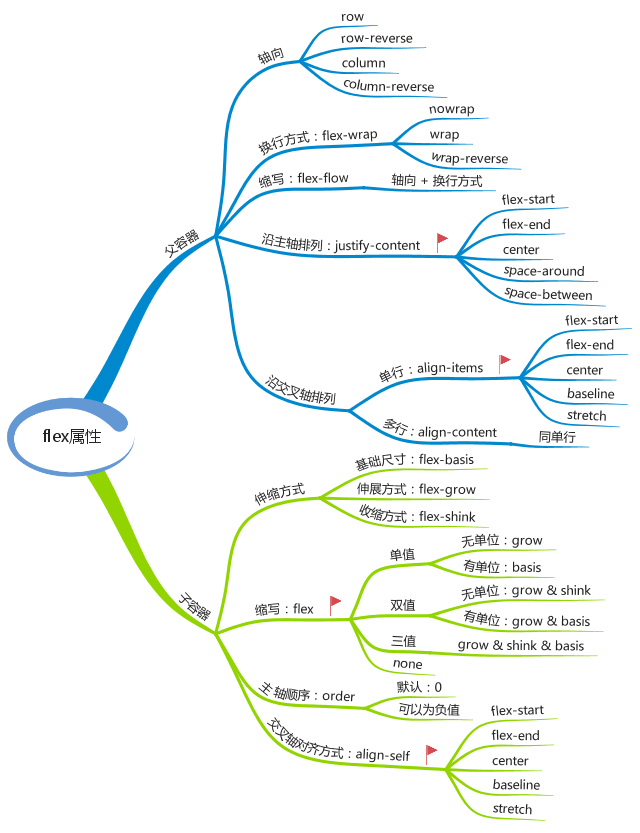 flex属性
父容器
轴向
row
row-reverse
column
column-reverse
换行方式：flex-wrap
nowrap
wrap
wrap-reverse
缩写：flex-flow
轴向 + 换行方式
沿主轴排列：justify-content
flex-start
flex-end
center
space-around
space-between
沿交叉轴排列
单行：align-items
flex-start
flex-end
center
baseline
stretch
多行：align-content
同单行
子容器
伸缩方式
基础尺寸：flex-basis
伸展方式：flex-grow
收缩方式：flex-shink
缩写：flex
单值
无单位：grow
有单位：basis
双值
无单位：grow & shink
有单位：grow & basis
三值
grow & shink & basis
none
主轴顺序：order
默认：0
可以为负值
交叉轴对齐方式：align-self
flex-start
flex-end
center
baseline
stretch